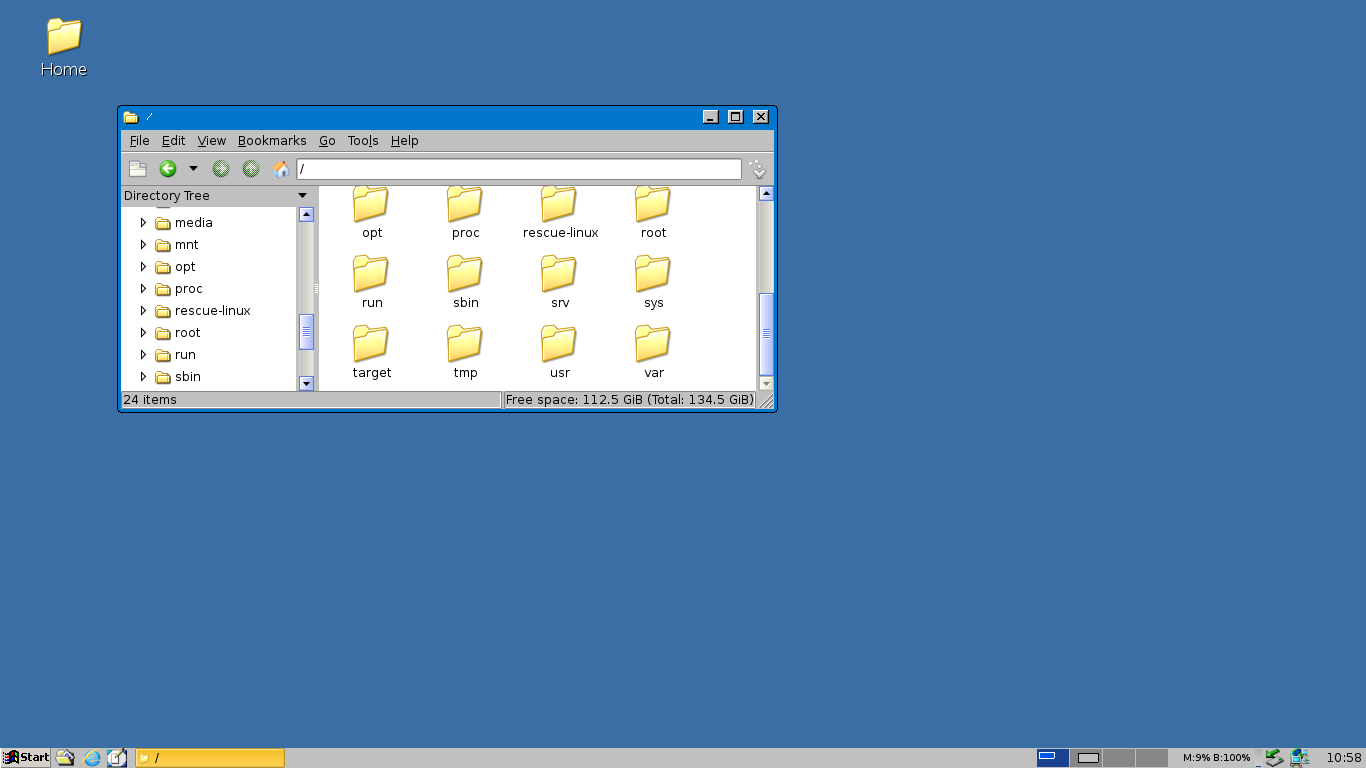 Home
/
File Edit View Bookmarks Go Tools Help
/
Directory Tree
media
mnt
opt
proc
rescue-linux
root
run
sbin
opt proc rescue-linux root
run sbin srv sys
target tmp usr var
24 items Free space: 112.5 GiB (Total: 134.5 GiB)
Start / M:9% B:100% 10:58